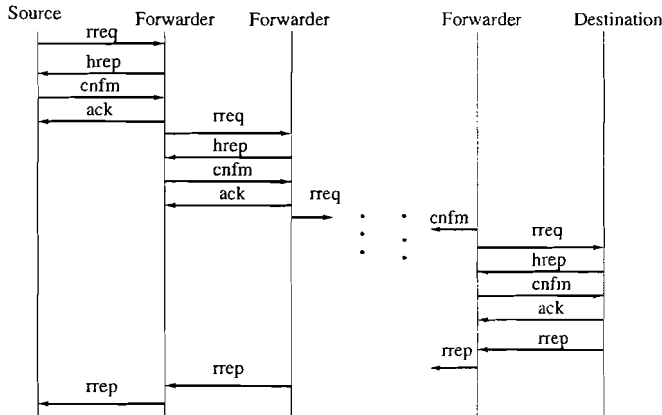 Source Forwarder Forwarder Forwarder Destination
rreq
hrep
cnfm
ack
rreq
hrep
cnfm
ack
rreq
cnfm
rreq
hrep
cnfm
ack
rrep
rrep
rrep
rrep